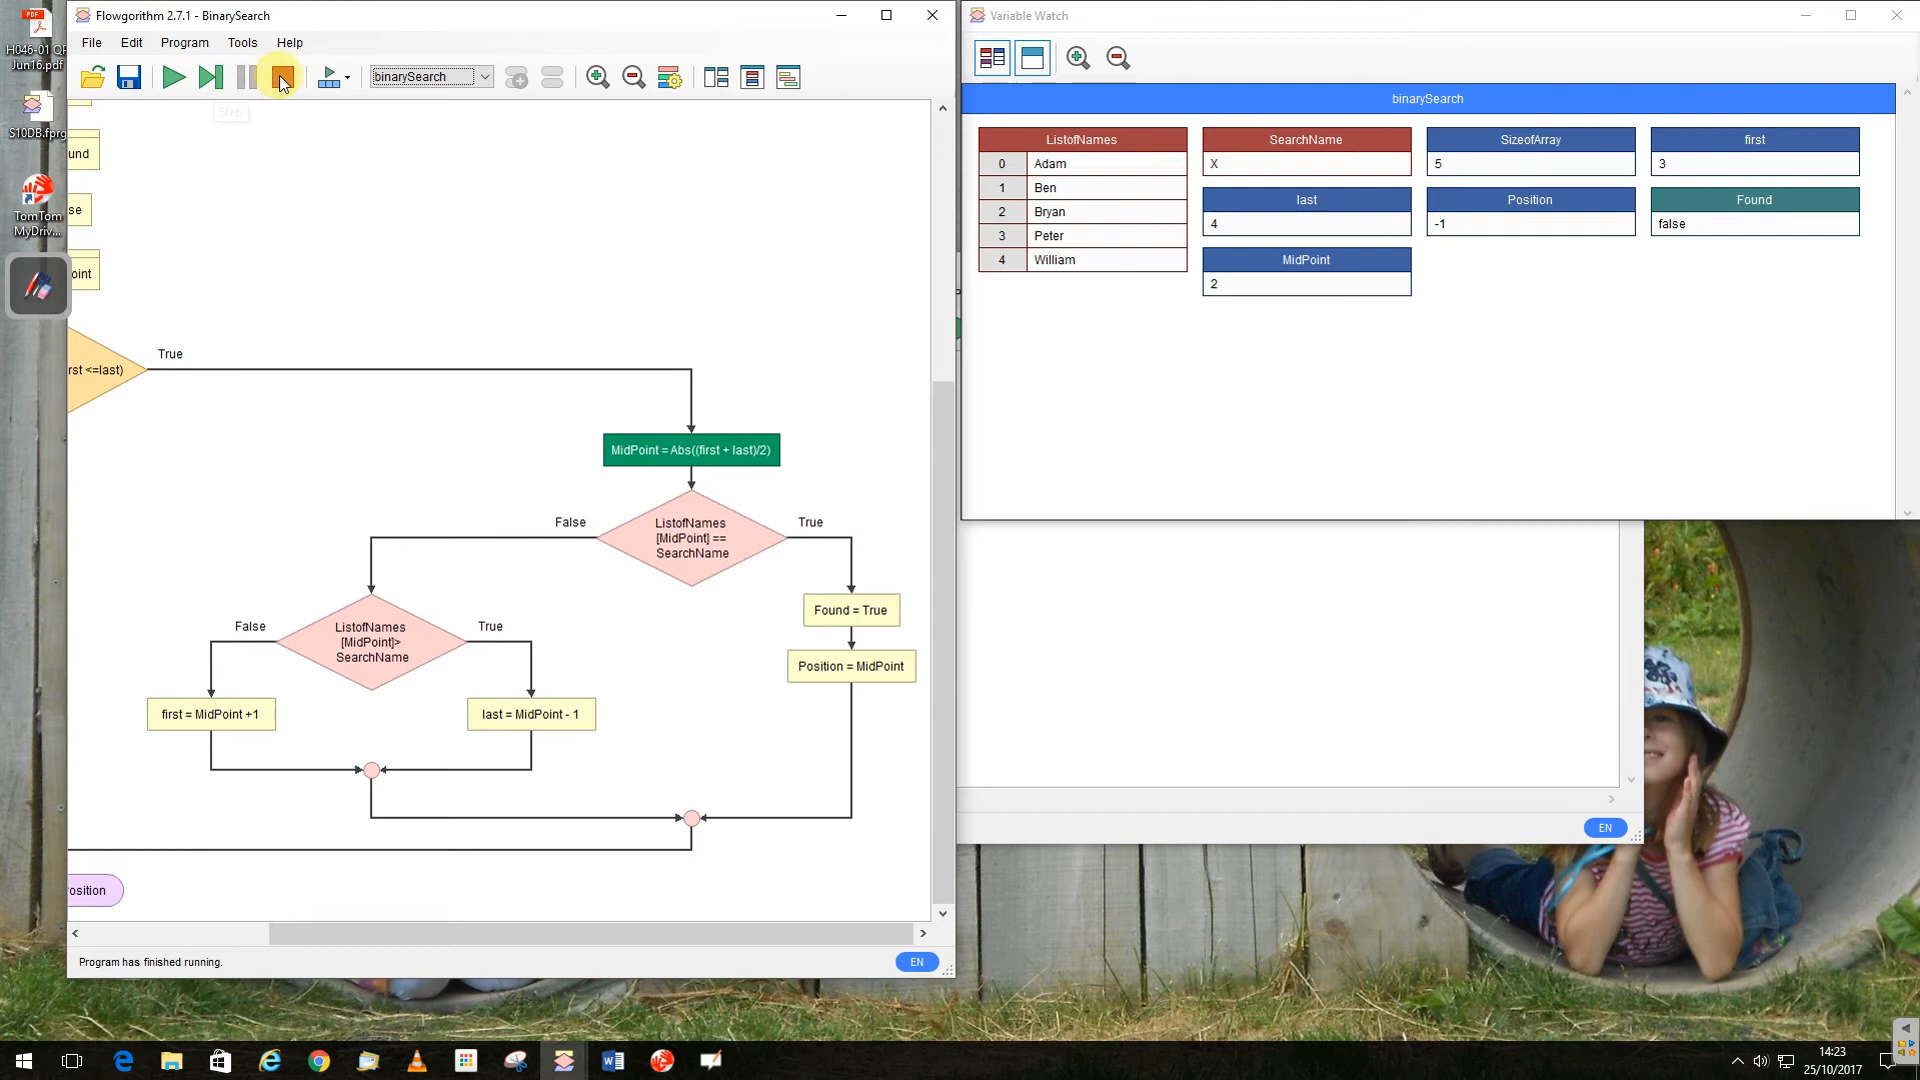 H046-01 QP
Jun16.pdf
S10DB.fprg
TomTom
MyDriv...
Flowgorithm 2.7.1 - BinarySearch
File Edit Program Tools Help
binarySearch
Step
und
se
oint
rst <=last)
True
MidPoint = Abs((first + last)/2)
False
ListofNames
[MidPoint] ==
SearchName
True
False
ListofNames
[MidPoint]>
SearchName
True
Found = True
Position = MidPoint
first = MidPoint +1
last = MidPoint - 1
osition
Program has finished running.
EN
Variable Watch
binarySearch
ListofNames
0 Adam
1 Ben
2 Bryan
3 Peter
4 William
SearchName
X
SizeofArray
5
first
3
last
4
Position
-1
Found
false
MidPoint
2
EN
14:23
25/10/2017